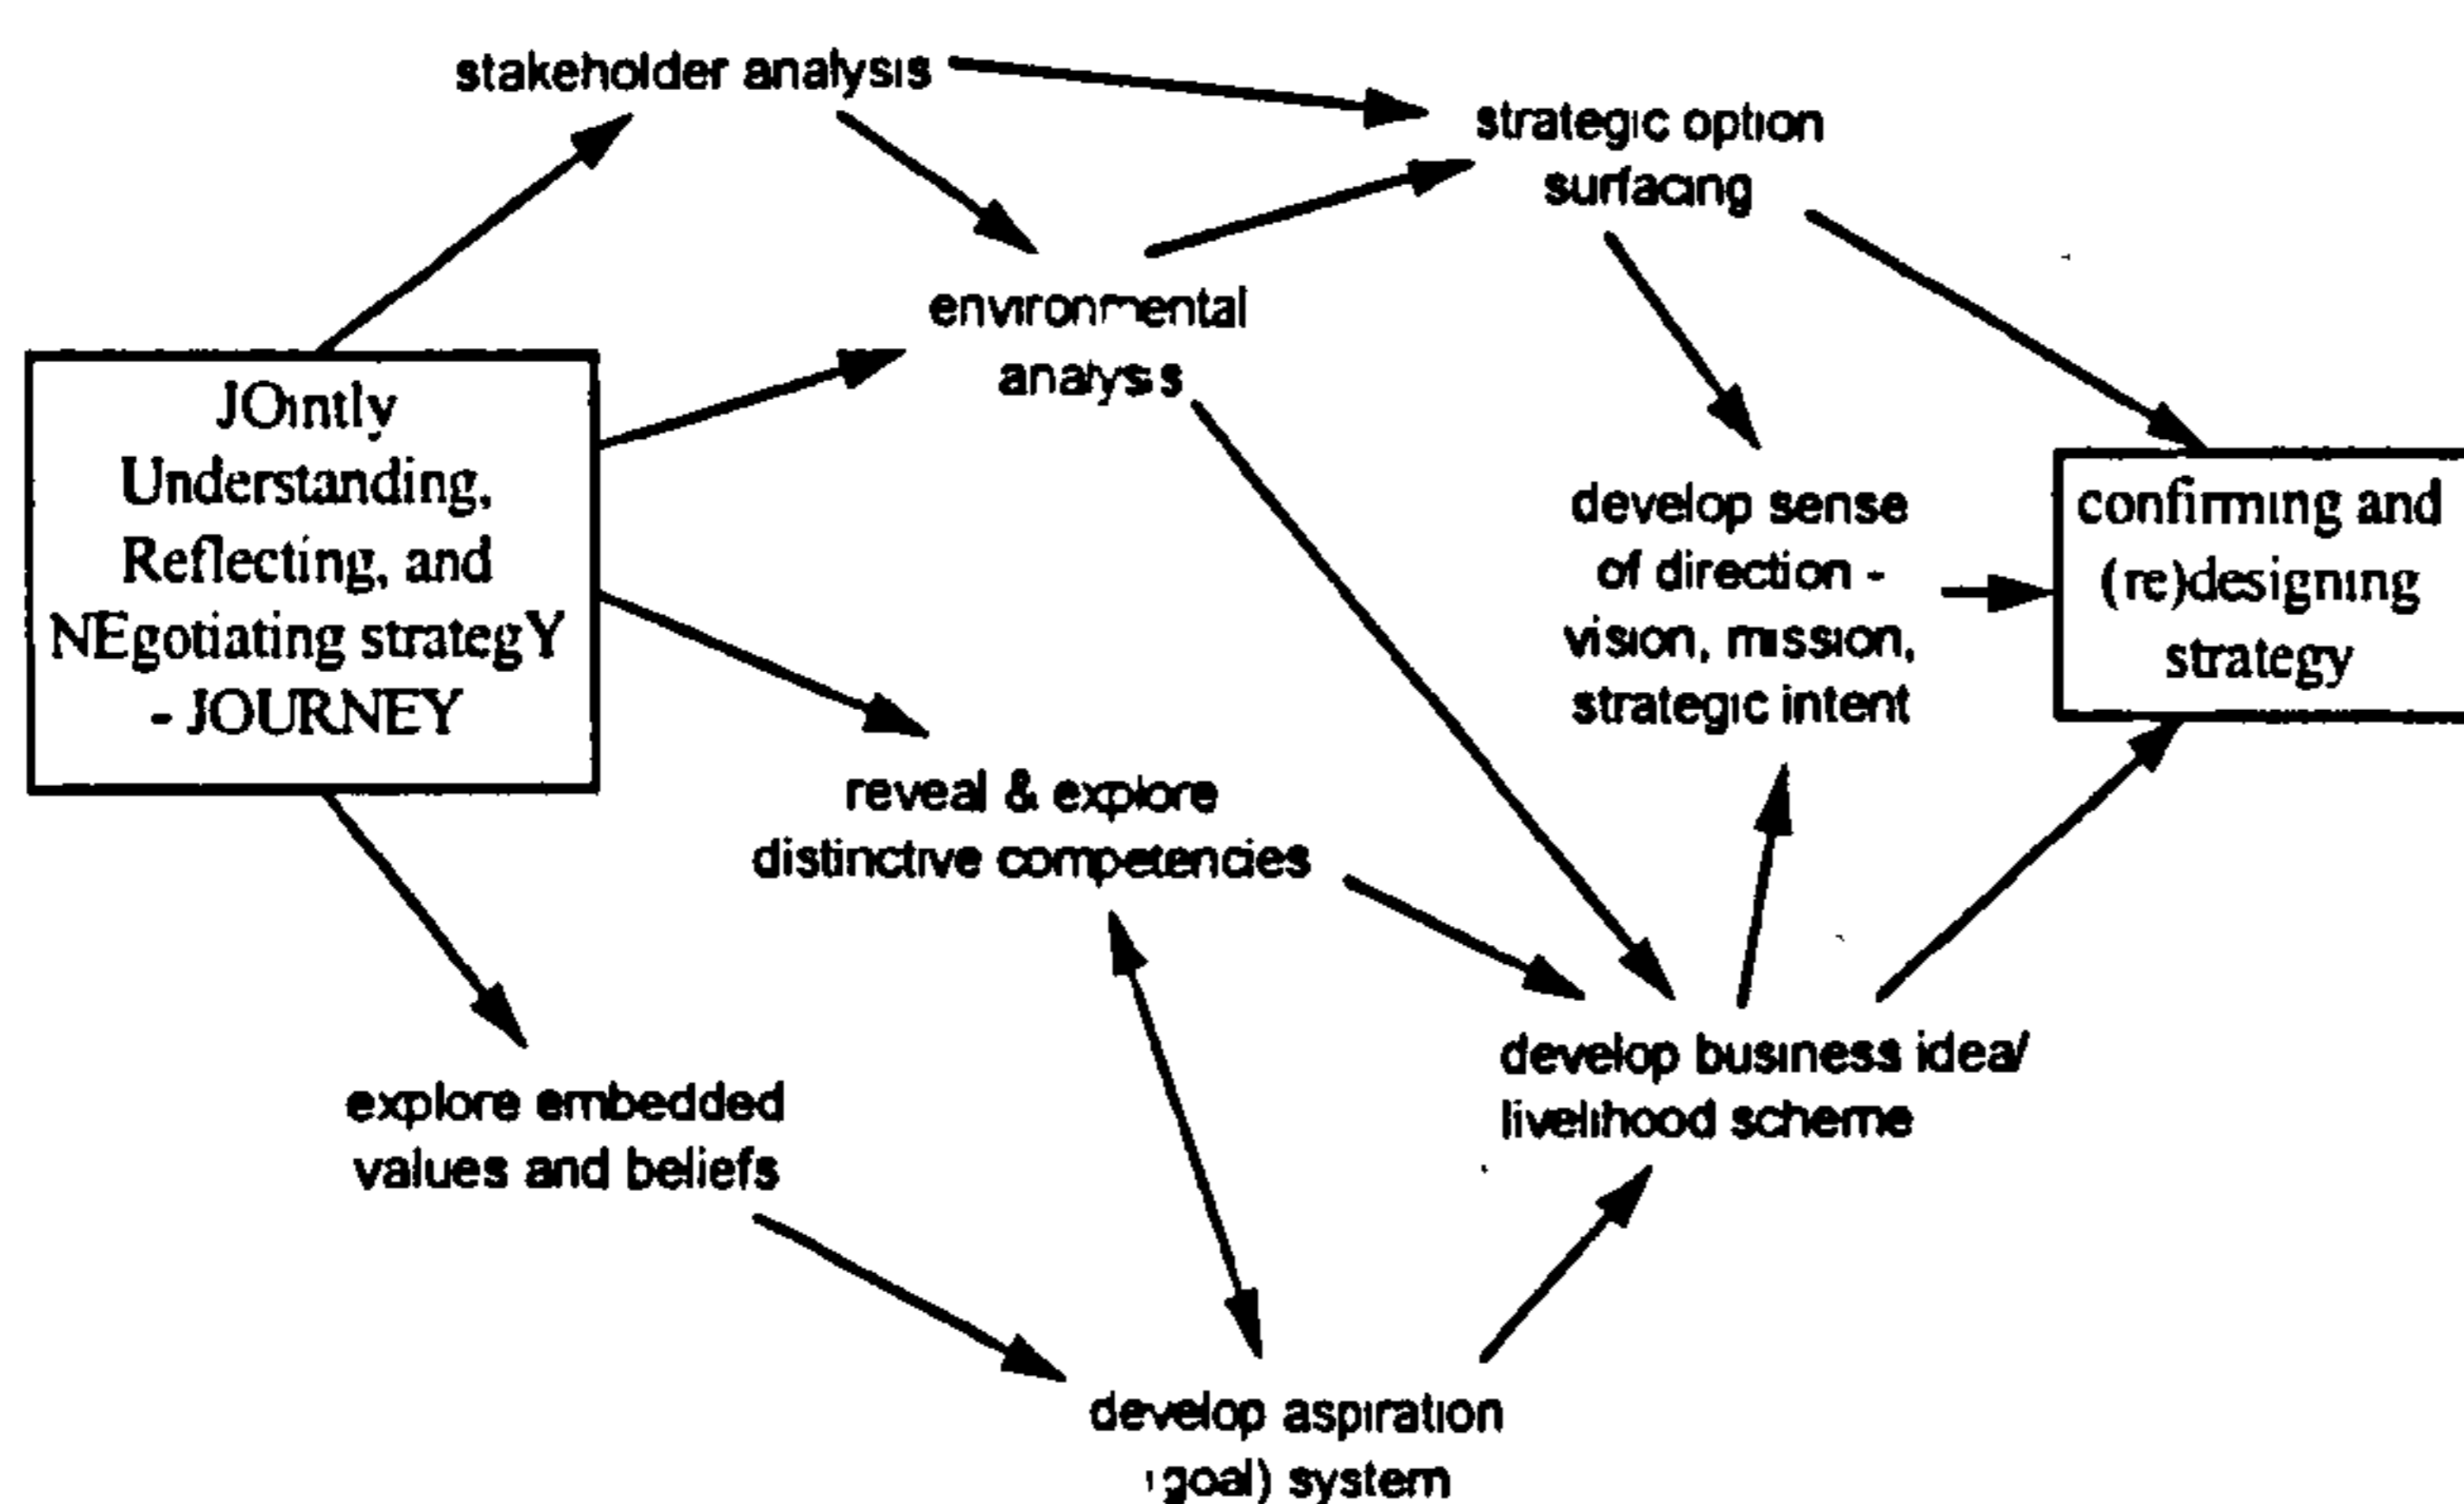 stakeholder analysis
strategic option
surfacing
environmental
analysis
JOintly
Understanding,
Reflecting, and
NEgotiating strategY
- JOURNEY
develop sense
of direction -
vision, mission,
strategic intent
confirming and
(re)designing
strategy
reveal & explore
distinctive competencies
develop business idea/
livelihood scheme
explore embedded
values and beliefs
develop aspiration
(goal) system